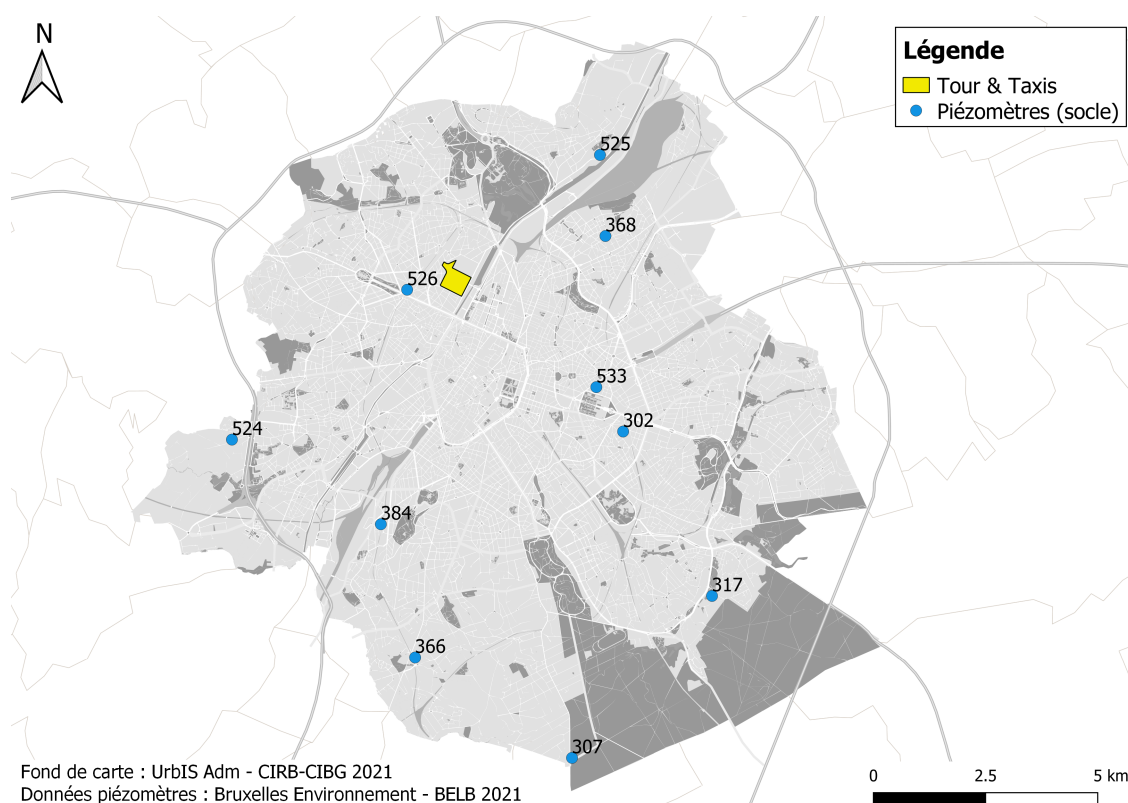 N
Légende
Tour & Taxis
Piézomètres (socle)
525
368
526
533
302
524
384
317
366
307
Fond de carte : UrbIS Adm - CIRB-CIBG 2021
Données piézomètres : Bruxelles Environnement - BELB 2021
0 2.5 5 km